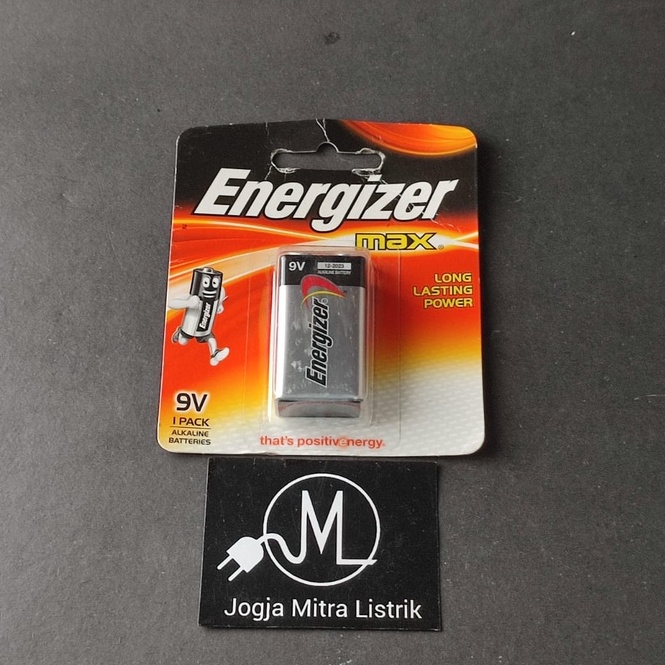 Energizer
max.
9V
12-2023
ALKALINE BATTERY
Energizer
LONG
LASTING
POWER
Energizer
9V
1 PACK
ALKALINE
BATTERIES
that's positivenergy.
ML
Jogja Mitra Listrik